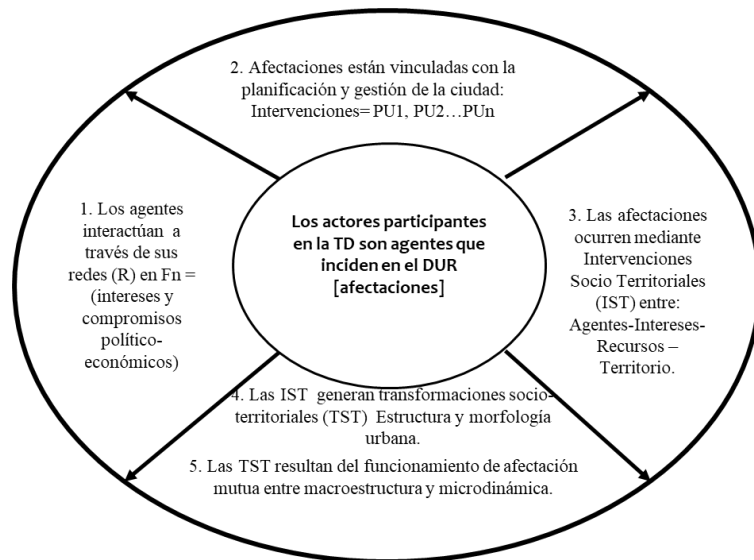 2. Afectaciones están vinculadas con la
planificación y gestión de la ciudad:
Intervenciones= PU1, PU2…PUn
1. Los agentes
interactúan a
través de sus
redes (R) en Fn =
(intereses y
compromisos
político-
económicos)
Los actores participantes
en la TD son agentes que
inciden en el DUR
[afectaciones]
3. Las afectaciones
ocurren mediante
Intervenciones
Socio Territoriales
(IST) entre:
Agentes-Intereses-
Recursos –
Territorio.
4. Las IST generan transformaciones socio-
territoriales (TST) Estructura y morfología
urbana.
5. Las TST resultan del funcionamiento de afectación
mutua entre macroestructura y microdinámica.